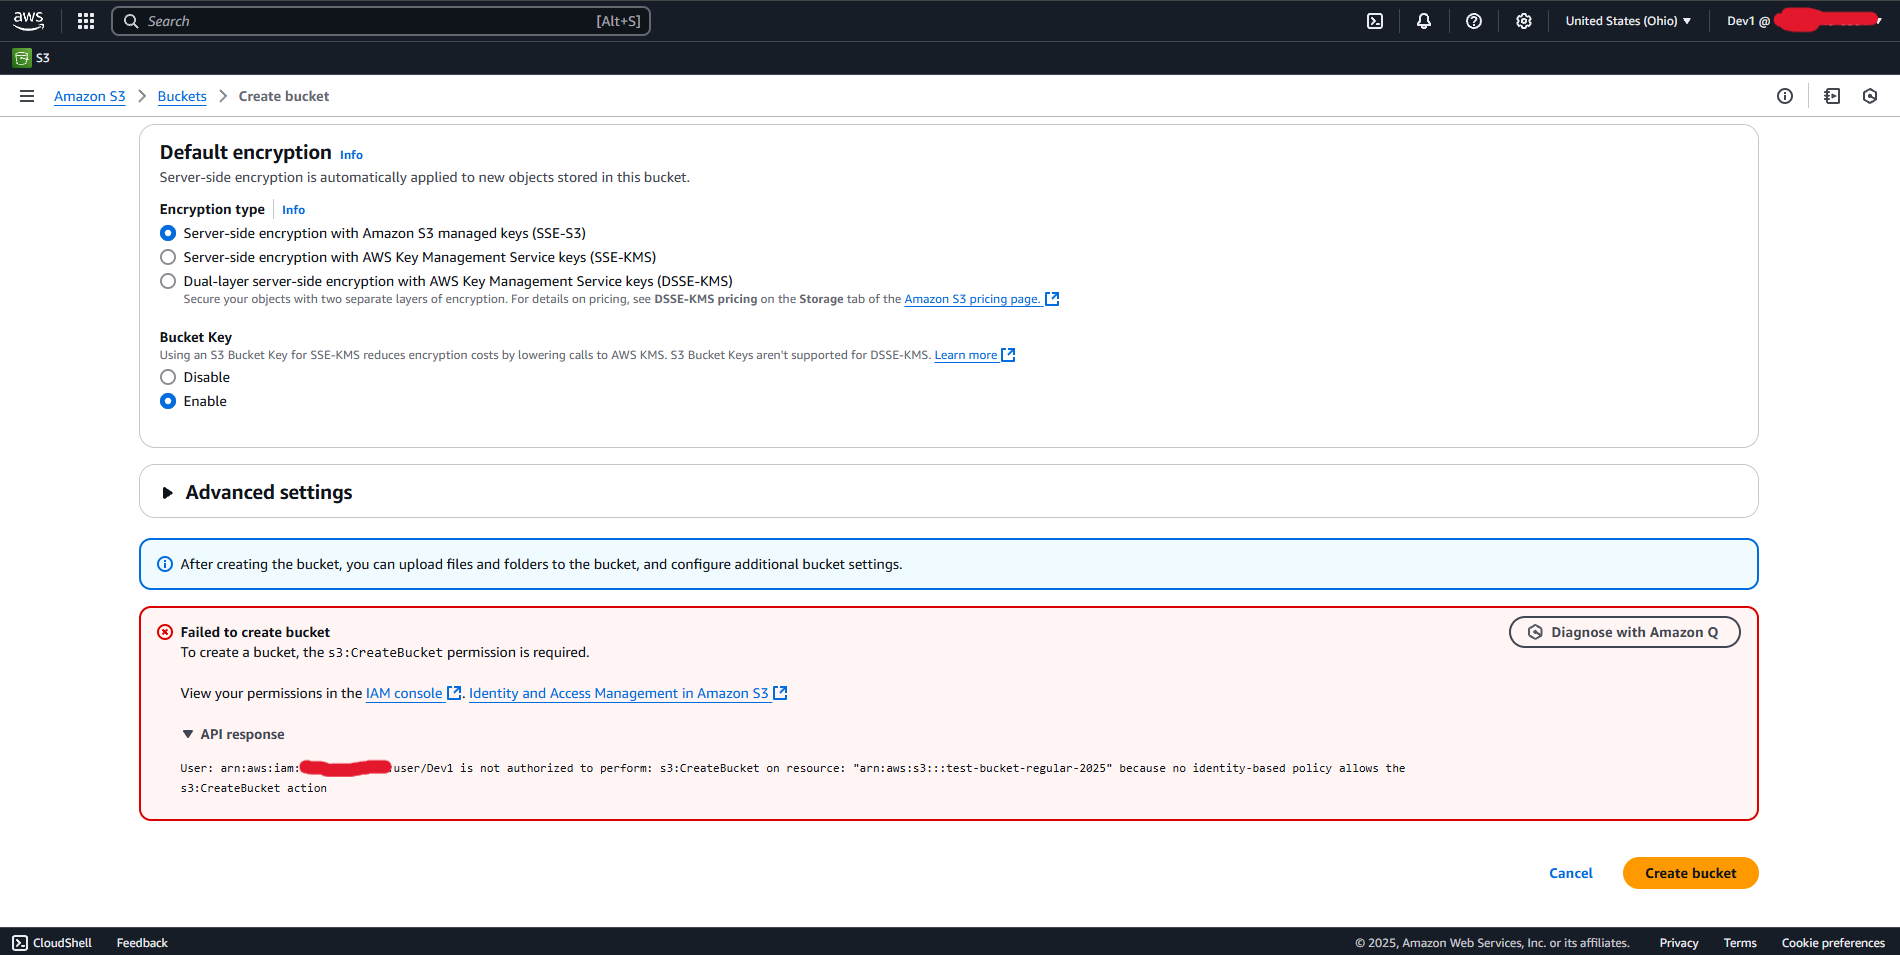 aws
Search [Alt+S]
United States (Ohio)
Dev1 @
S3
Amazon S3 > Buckets > Create bucket
Default encryption Info
Server-side encryption is automatically applied to new objects stored in this bucket.
Encryption type Info
Server-side encryption with Amazon S3 managed keys (SSE-S3)
Server-side encryption with AWS Key Management Service keys (SSE-KMS)
Dual-layer server-side encryption with AWS Key Management Service keys (DSSE-KMS)
Secure your objects with two separate layers of encryption. For details on pricing, see DSSE-KMS pricing on the Storage tab of the Amazon S3 pricing page.
Bucket Key
Using an S3 Bucket Key for SSE-KMS reduces encryption costs by lowering calls to AWS KMS. S3 Bucket Keys aren't supported for DSSE-KMS. Learn more
Disable
Enable
Advanced settings
After creating the bucket, you can upload files and folders to the bucket, and configure additional bucket settings.
Failed to create bucket
Diagnose with Amazon Q
To create a bucket, the s3:CreateBucket permission is required.
View your permissions in the IAM console. Identity and Access Management in Amazon S3
API response
User: arn:aws:iam: :user/Dev1 is not authorized to perform: s3:CreateBucket on resource: "arn:aws:s3:::test-bucket-regular-2025" because no identity-based policy allows the
s3:CreateBucket action
Cancel
Create bucket
CloudShell
Feedback
© 2025, Amazon Web Services, Inc. or its affiliates.
Privacy
Terms
Cookie preferences